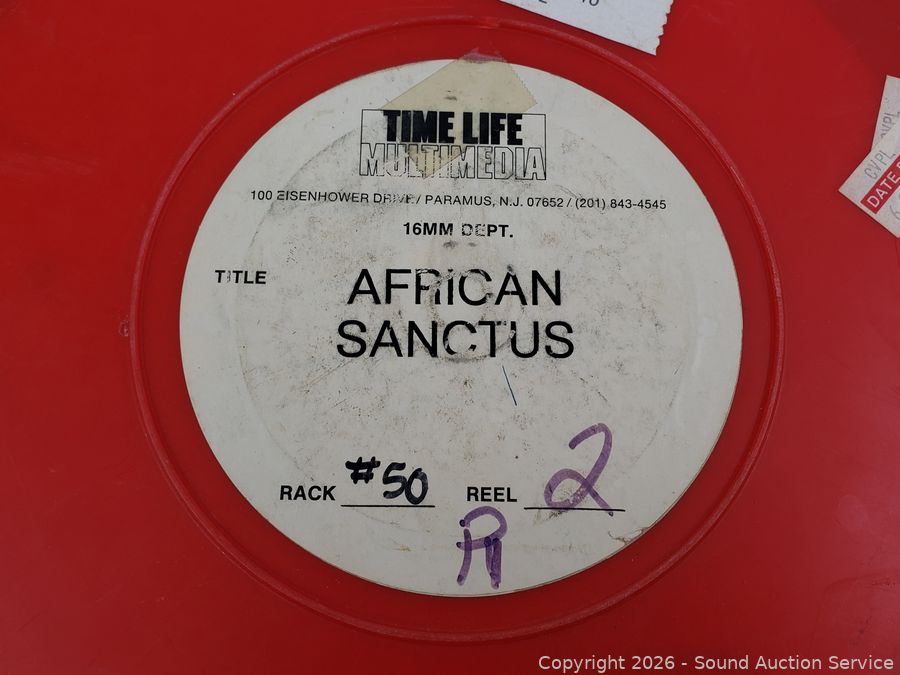 TIME LIFE
MULTIMEDIA
100 EISENHOWER DRIVE / PARAMUS, N.J. 07652 / (201) 843-4545
16MM DEPT.
TITLE
AFRICAN
SANCTUS
RACK #50 REEL 2
CVPL
DATE
Copyright 2026 - Sound Auction Service